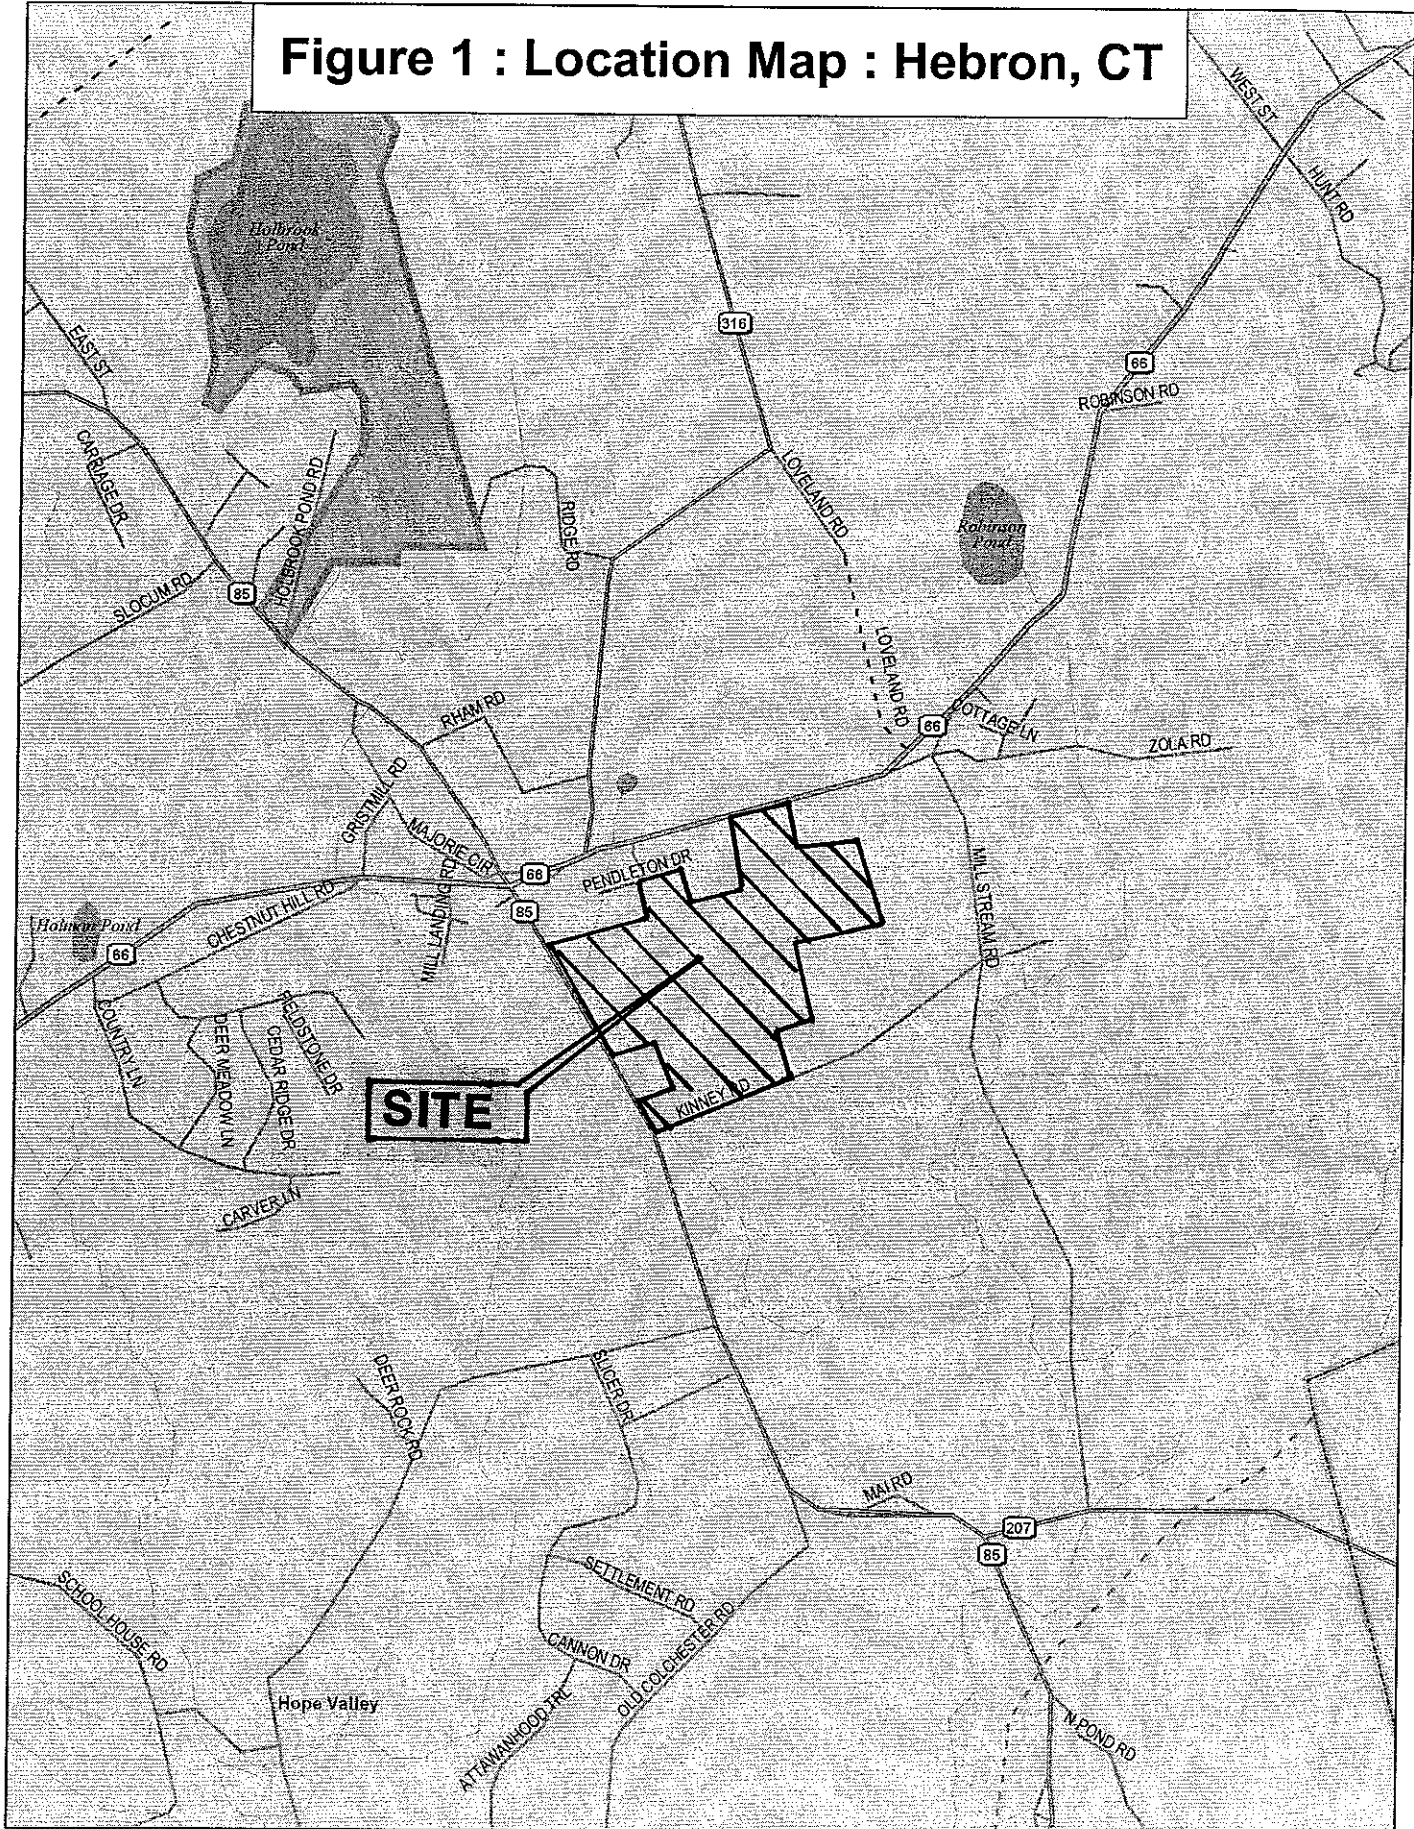 Figure 1 : Location Map : Hebron, CT
WEST ST
HUNT RD
Holbrook
Pond
EAST ST
316
66
ROBINSON RD
CARRIAGE DR
HOLBROOK POND RD
RIDGE RD
LOVELAND RD
Robinson
Pond
SLOCUM RD
85
LOVELAND RD
RHAM RD
66
COTTAGE LN
ZOLA RD
GRISTMILL RD
MAJORIE CIR
66
PENDLETON DR
MILL STREAM RD
CHESTNUT HILL RD
MILL LANDING RD
85
Holmun Pond
66
COUNTRY LN
DEER MEADOW LN
CEDAR RIDGE DR
FIELDSTONE DR
SITE
KINNEY RD
CARVER LN
DEER ROCK RD
SLICER DR
MAI RD
207
85
SCHOOL HOUSE RD
SETTLEMENT RD
CANNON DR
OLD COLCHESTER RD
Hope Valley
ATTAWANHOOD TRL
N POND RD